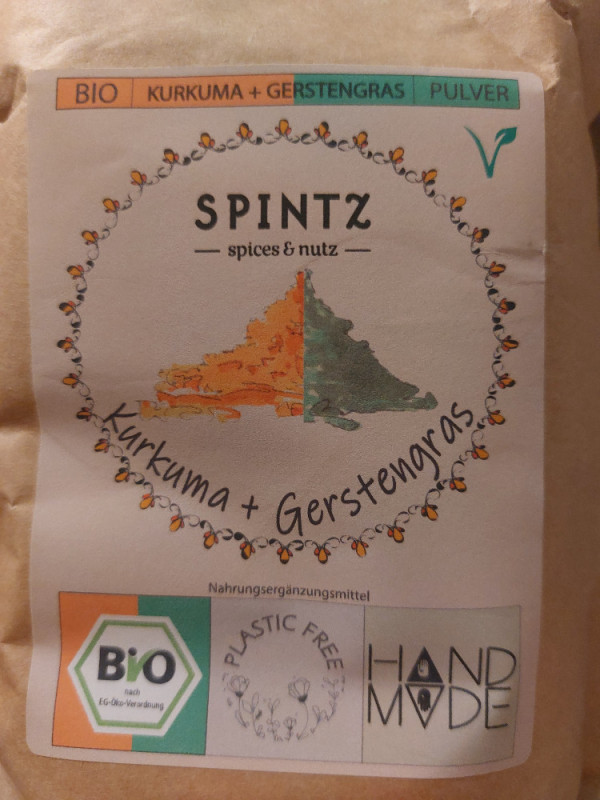 BIO KURKUMA + GERSTENGRAS PULVER
SPINTZ
spices & nutz
Kurkuma + Gerstengras
Nahrungsergänzungsmittel
BIO
nach
EG-Öko-Verordnung
PLASTIC FREE
HAND
MADE